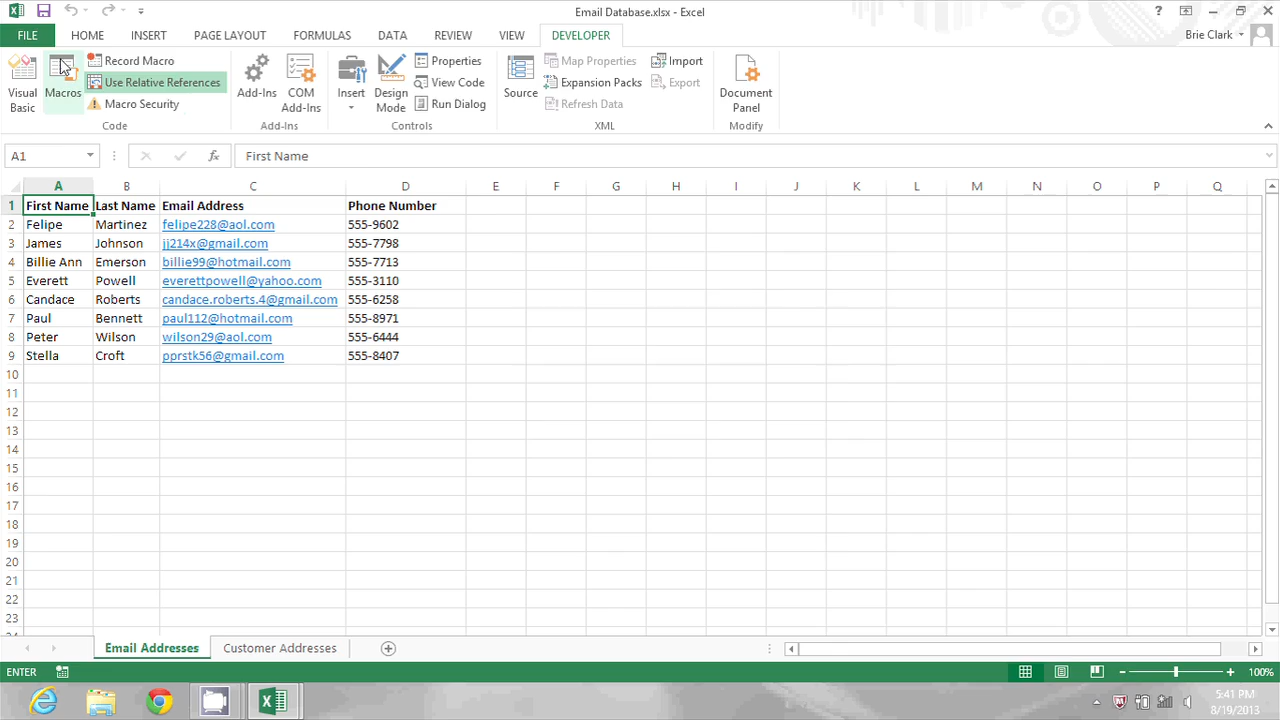 Email Database.xlsx - Excel
?
FILE HOME INSERT PAGE LAYOUT FORMULAS DATA REVIEW VIEW DEVELOPER Brie Clark
Visual Basic
Macros
Record Macro
Use Relative References
Macro Security
Code
Add-Ins
COM Add-Ins
Add-Ins
Insert
Design Mode
Properties
View Code
Run Dialog
Controls
Source
Map Properties
Expansion Packs
Refresh Data
Import
Export
XML
Document Panel
Modify
A1 fx First Name
A B C D E F G H I J K L M N O P Q
1 First Name Last Name Email Address Phone Number
2 Felipe Martinez felipe228@aol.com 555-9602
3 James Johnson jj214x@gmail.com 555-7798
4 Billie Ann Emerson billie99@hotmail.com 555-7713
5 Everett Powell everettpowell@yahoo.com 555-3110
6 Candace Roberts candace.roberts.4@gmail.com 555-6258
7 Paul Bennett paul112@hotmail.com 555-8971
8 Peter Wilson wilson29@aol.com 555-6444
9 Stella Croft pprstk56@gmail.com 555-8407
10
11
12
13
14
15
16
17
18
19
20
21
22
23
Email Addresses Customer Addresses
ENTER 100%
5:41 PM
8/19/2013